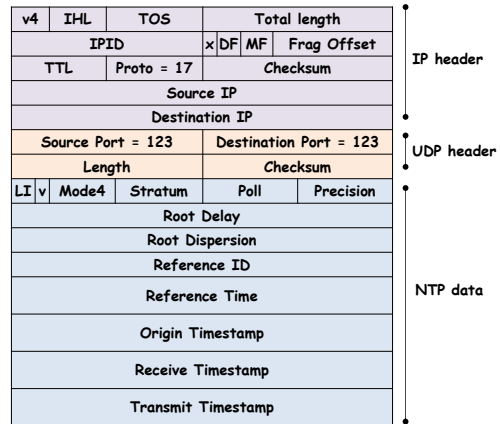 v4 IHL TOS Total length
IPID x DF MF Frag Offset
TTL Proto = 17 Checksum
IP header
Source IP
Destination IP
Source Port = 123 Destination Port = 123
UDP header
Length Checksum
LI v Mode4 Stratum Poll Precision
Root Delay
Root Dispersion
Reference ID
Reference Time
NTP data
Origin Timestamp
Receive Timestamp
Transmit Timestamp